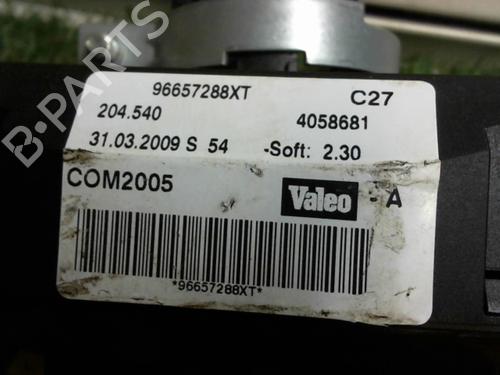 96657288XT C27
204.540 4058681
31.03.2009 S 54 -Soft: 2.30
COM2005 Valeo - A
*96657288XT*
B-PARTS